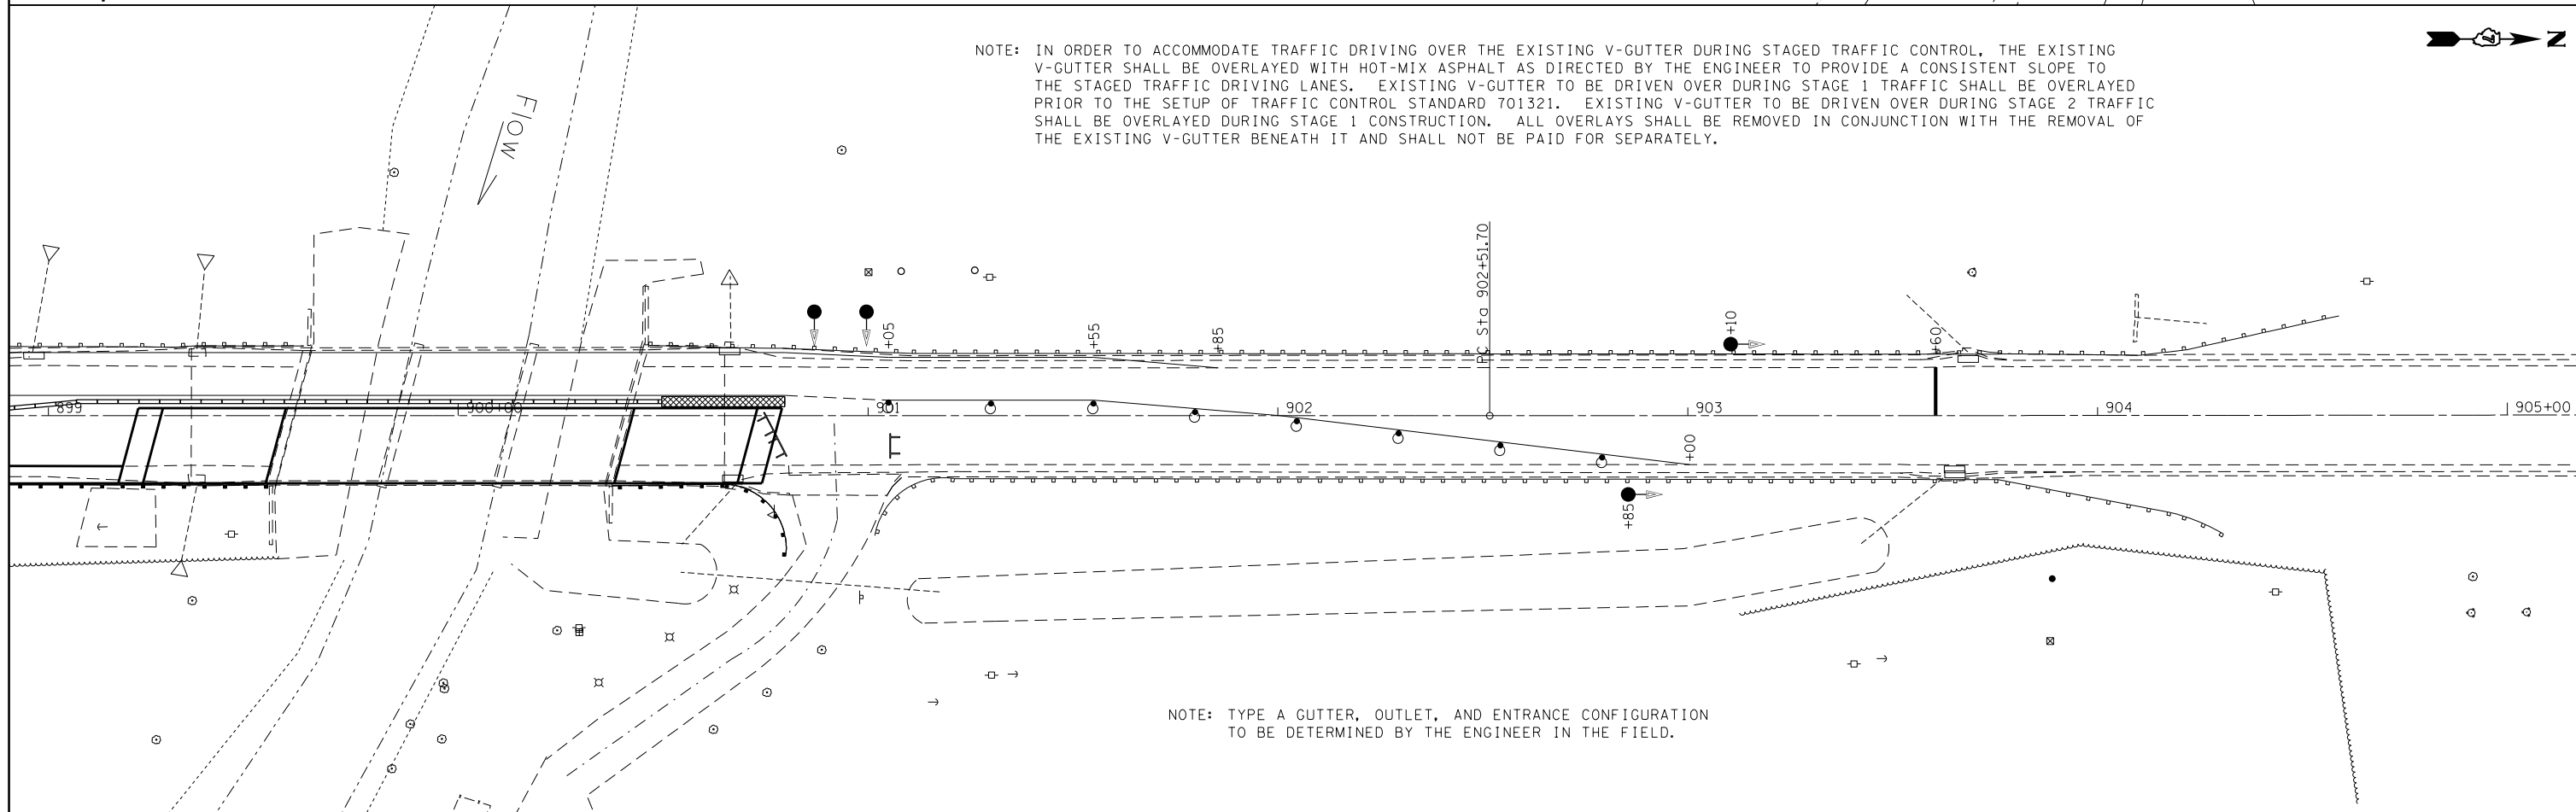 NOTE: IN ORDER TO ACCOMMODATE TRAFFIC DRIVING OVER THE EXISTING V-GUTTER DURING STAGED TRAFFIC CONTROL, THE EXISTING
V-GUTTER SHALL BE OVERLAYED WITH HOT-MIX ASPHALT AS DIRECTED BY THE ENGINEER TO PROVIDE A CONSISTENT SLOPE TO
THE STAGED TRAFFIC DRIVING LANES. EXISTING V-GUTTER TO BE DRIVEN OVER DURING STAGE 1 TRAFFIC SHALL BE OVERLAYED
PRIOR TO THE SETUP OF TRAFFIC CONTROL STANDARD 701321. EXISTING V-GUTTER TO BE DRIVEN OVER DURING STAGE 2 TRAFFIC
SHALL BE OVERLAYED DURING STAGE 1 CONSTRUCTION. ALL OVERLAYS SHALL BE REMOVED IN CONJUNCTION WITH THE REMOVAL OF
THE EXISTING V-GUTTER BENEATH IT AND SHALL NOT BE PAID FOR SEPARATELY.
N
Flow
PC Sta 902+51.70
+05
+55
+85
+10
+60
899
900+00
901
902
903
904
905+00
+00
+85
NOTE: TYPE A GUTTER, OUTLET, AND ENTRANCE CONFIGURATION
TO BE DETERMINED BY THE ENGINEER IN THE FIELD.